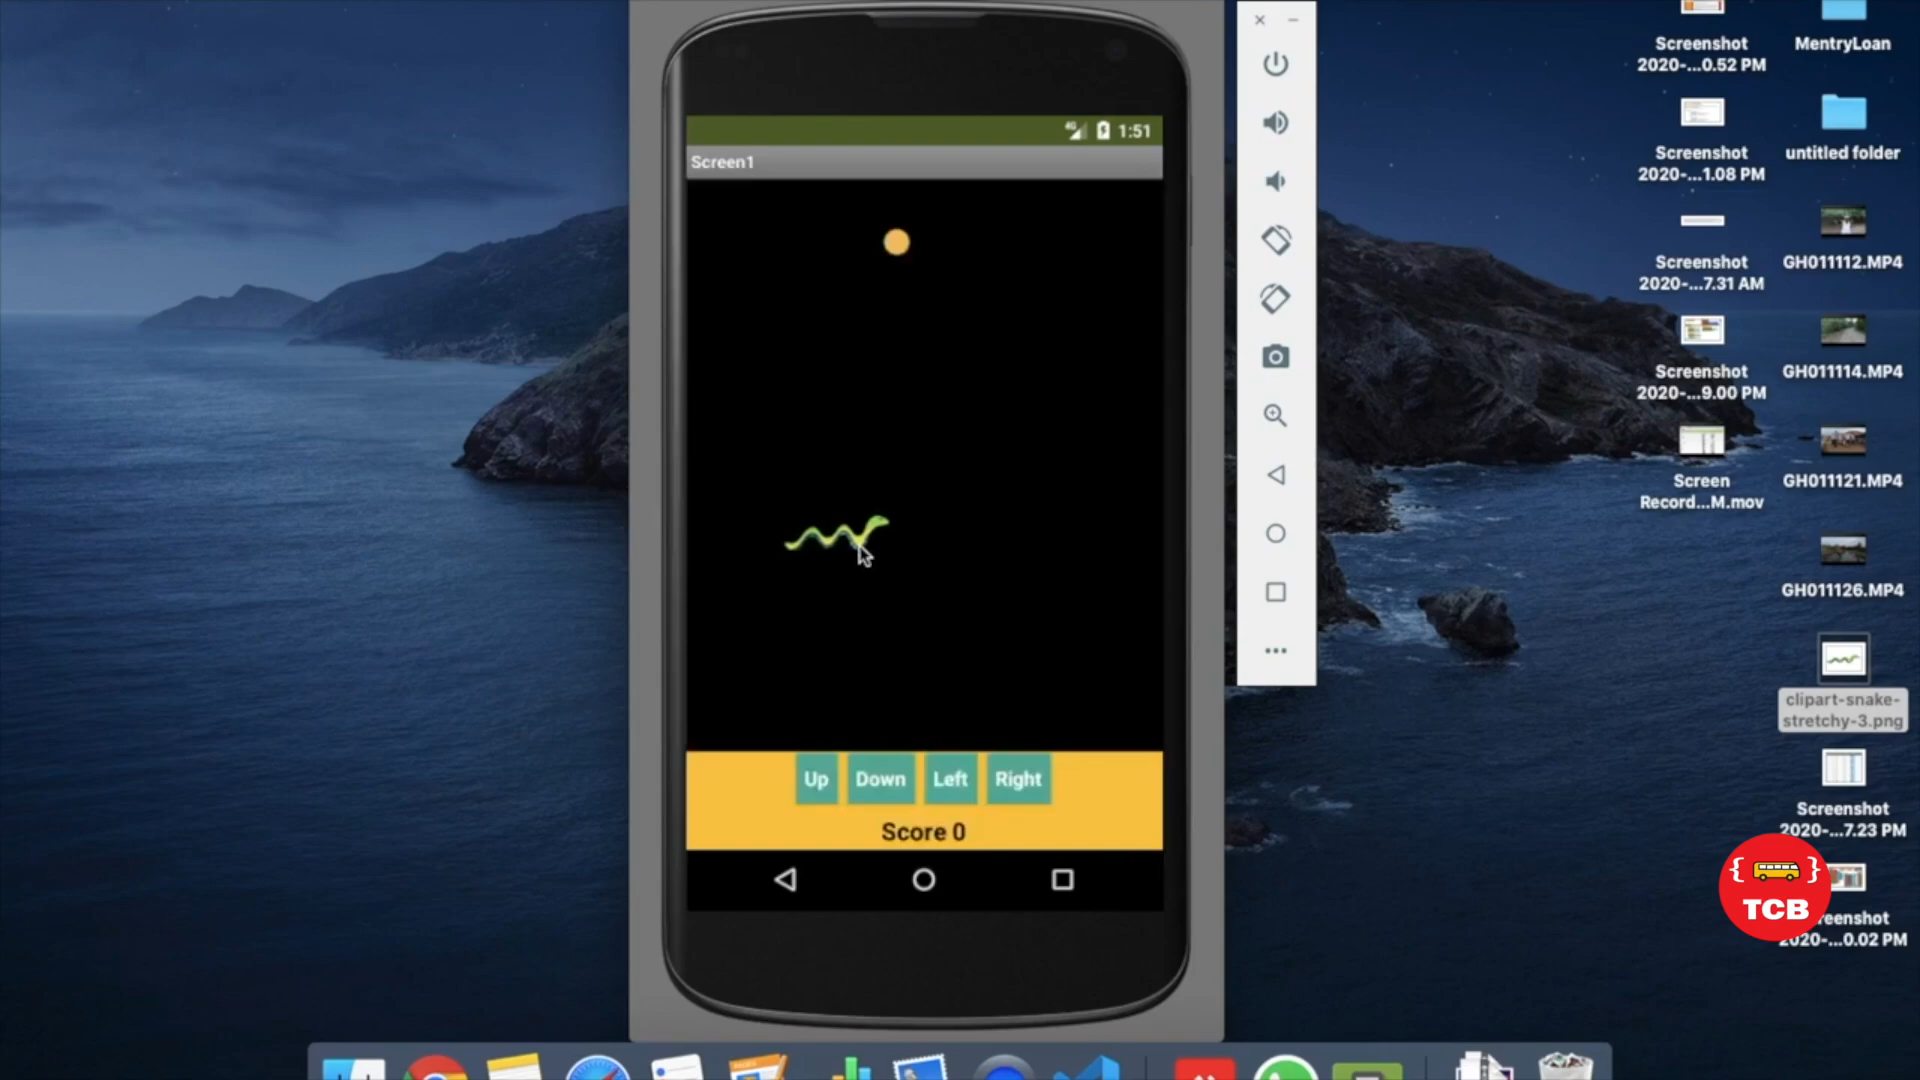 4G 1:51
Screen1
Up Down Left Right
Score 0
Screenshot
2020-...0.52 PM
MentryLoan
Screenshot
2020-...1.08 PM
untitled folder
Screenshot
2020-...7.31 AM
GH011112.MP4
Screenshot
2020-...9.00 PM
GH011114.MP4
Screen
Record...M.mov
GH011121.MP4
GH011126.MP4
clipart-snake-
stretchy-3.png
Screenshot
2020-...7.23 PM
{ }
TCB
reenshot
2020-...0.02 PM